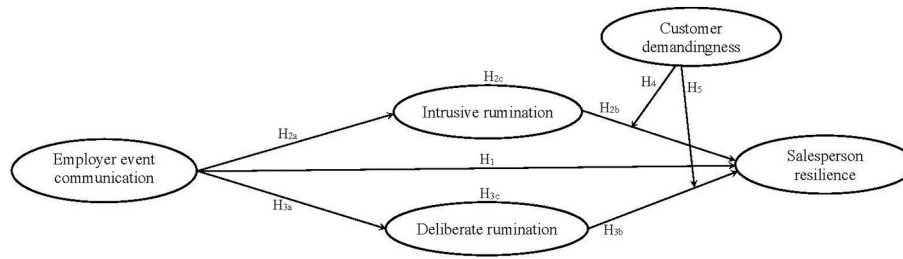 Customer
demandingness
H2c
H4
H5
Intrusive rumination
H2b
H2a
Employer event
communication
H1
Salesperson
resilience
H3c
H3a
Deliberate rumination
H3b